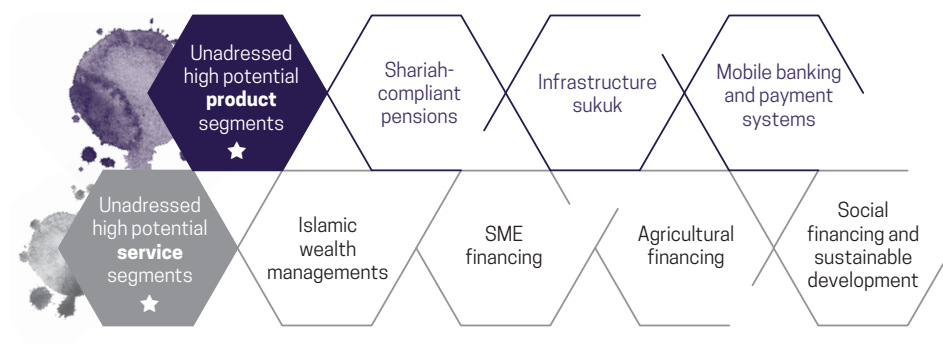 Unadressed
high potential
product
segments
Shariah-
compliant
pensions
Infrastructure
sukuk
Mobile banking
and payment
systems
Unadressed
high potential
service
segments
Islamic
wealth
managements
SME
financing
Agricultural
financing
Social
financing and
sustainable
development